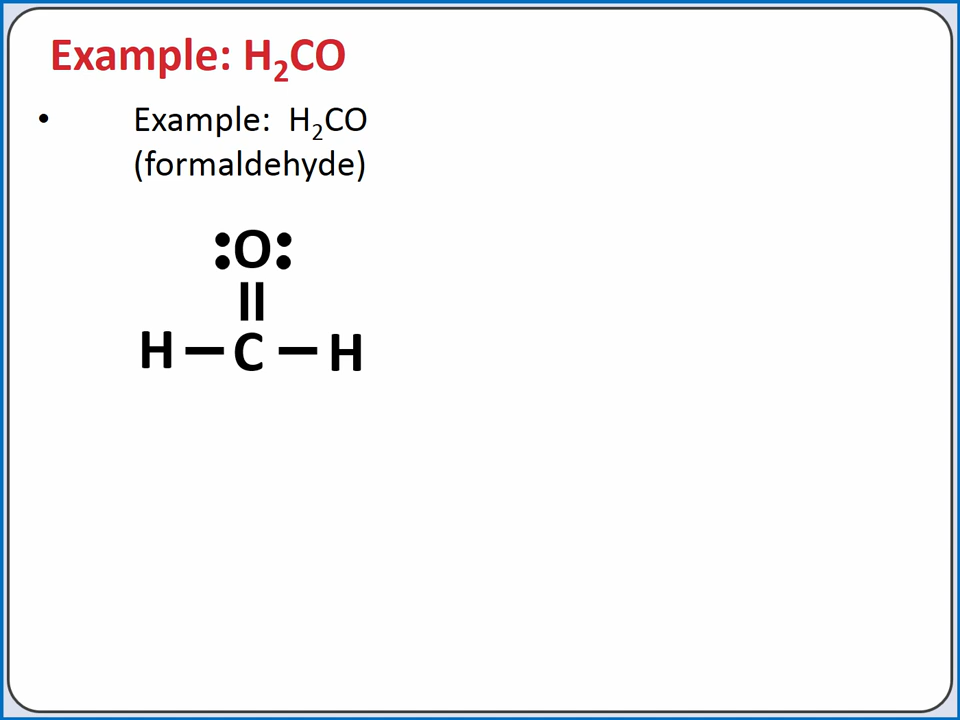 Example: H₂CO
• Example: H₂CO
(formaldehyde)
:O:
||
H – C – H